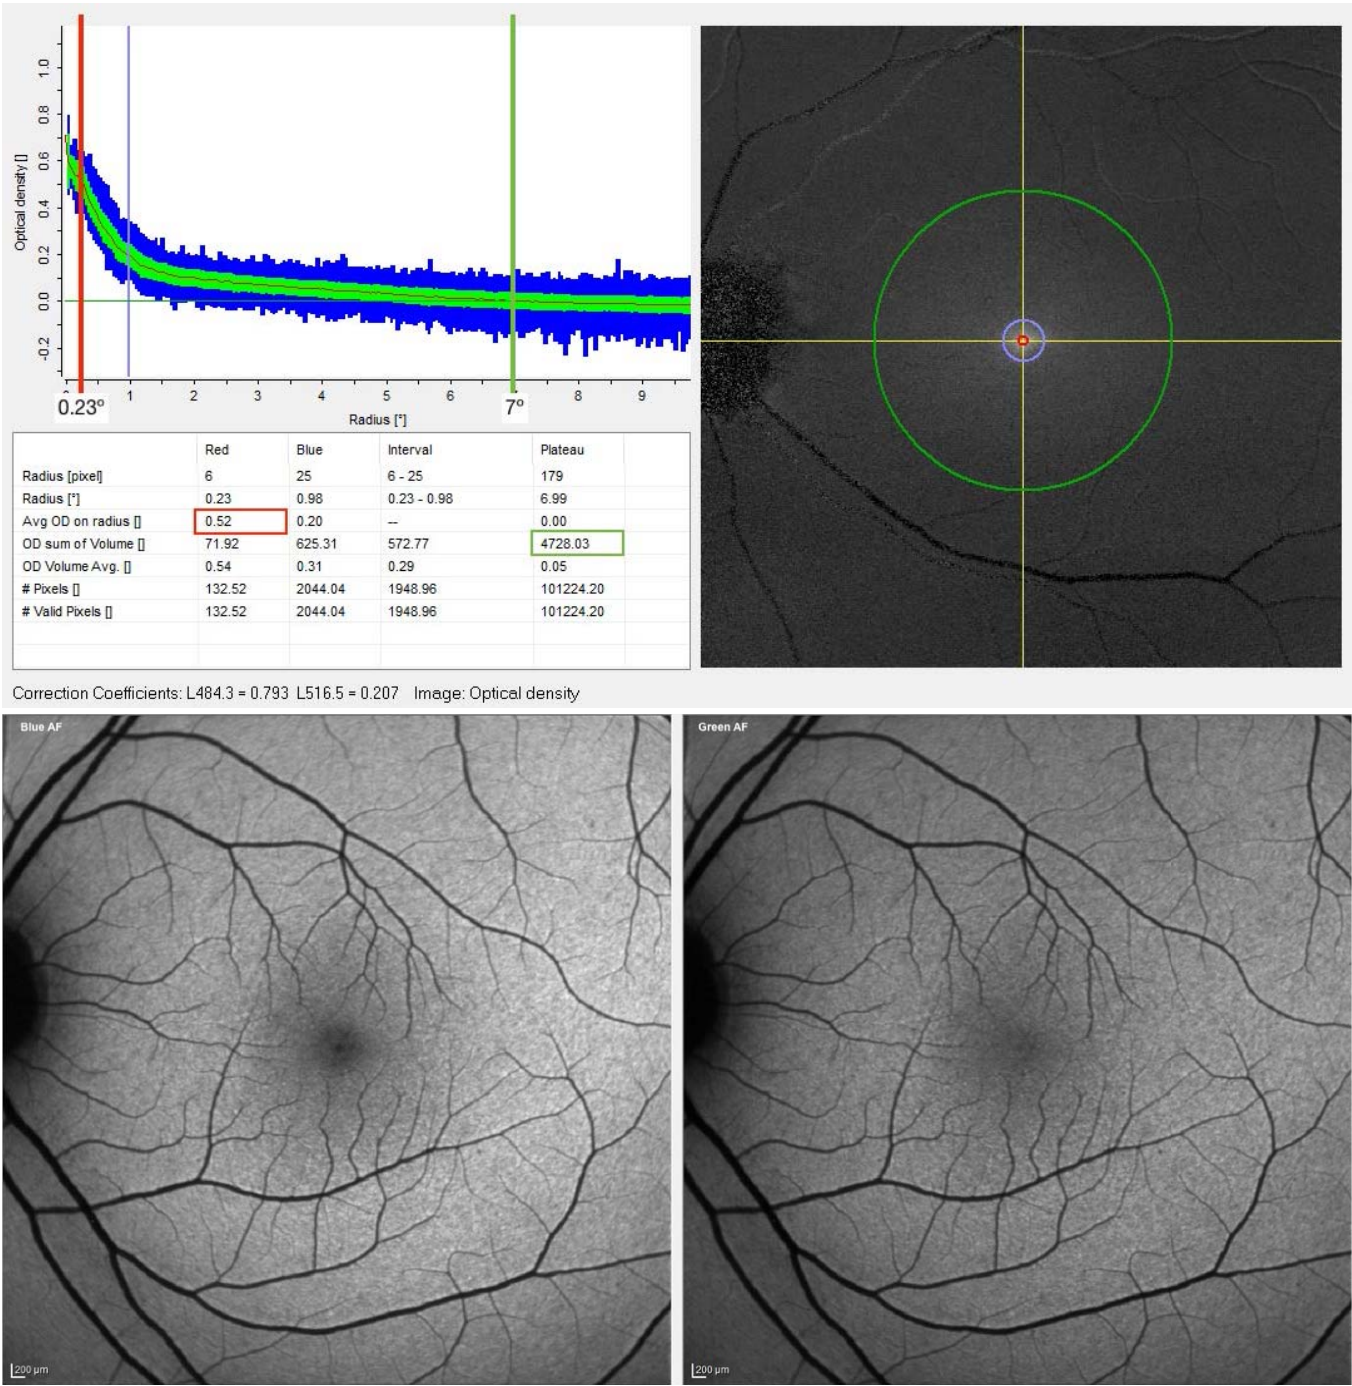 1.0
0.8
0.6
0.4
0.2
0.0
-0.2
Optical density []
1 2 3 4 5 6 8 9
0.23º 7º
Radius [°]
Red Blue Interval Plateau
Radius [pixel] 6 25 6 - 25 179
Radius [°] 0.23 0.98 0.23 - 0.98 6.99
Avg OD on radius [] 0.52 0.20 -- 0.00
OD sum of Volume [] 71.92 625.31 572.77 4728.03
OD Volume Avg. [] 0.54 0.31 0.29 0.05
# Pixels [] 132.52 2044.04 1948.96 101224.20
# Valid Pixels [] 132.52 2044.04 1948.96 101224.20
Correction Coefficients: L484.3 = 0.793 L516.5 = 0.207 Image: Optical density
Blue AF
Green AF
200 µm
200 µm